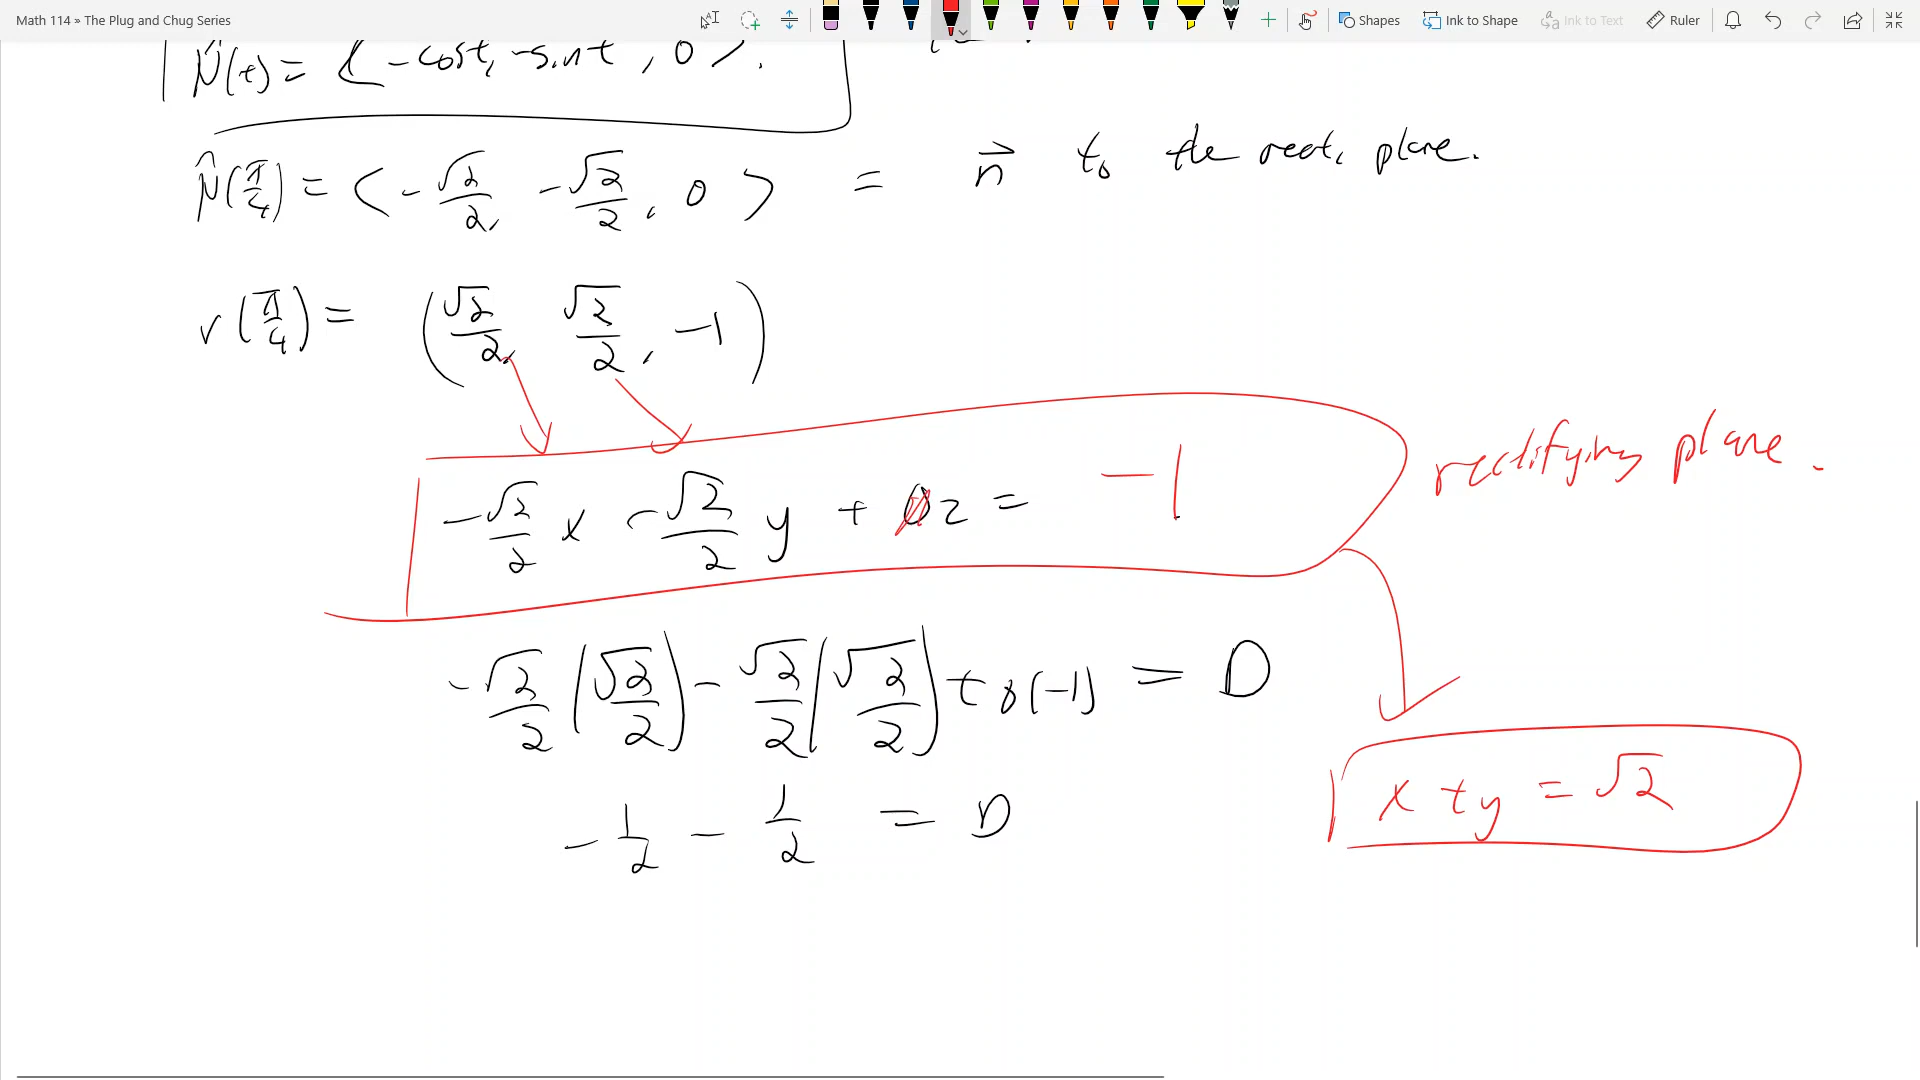 Math 114 » The Plug and Chug Series
Shapes
Ink to Shape
Ink to Text
Ruler
N̂(t) = < -cost, -sint, 0 > .
N̂(π/4) = < -√2/2, -√2/2, 0 > = n⃗ to the rect. plane.
r(π/4) = (√2/2, √2/2, -1)
rectifying plane.
-√2/2 x - √2/2 y + 0z = -1
-√2/2 (√2/2) - √2/2 (√2/2) + 0(-1) = D
x + y = √2
-1/2 - 1/2 = D